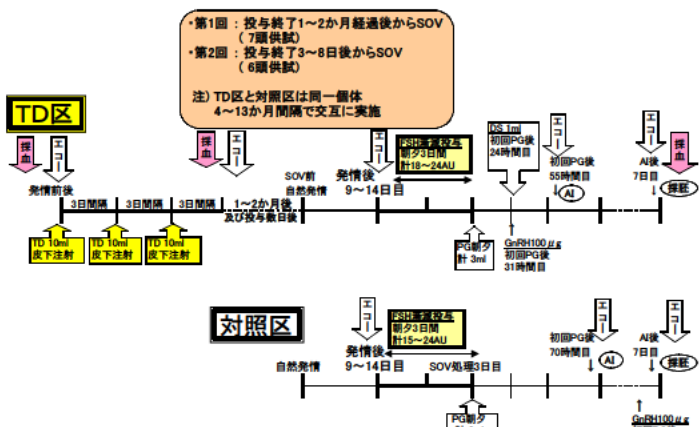 ・第1回 : 投与終了1~2か月経過後からSOV
( 7頭供試)
・第2回 : 投与終了3~8日後からSOV
( 6頭供試)
注) TD区と対照区は同一個体
4~13か月間隔で交互に実施
TD区
採血
エコー
採血
エコー
エコー
FSH漸減投与
朝夕3日間
計18~24AU
DS 1ml
初回PG後
24時間目
エコー
エコー
採血
発情前後
SOV前
自然発情
発情後
9~14日目
初回PG後
55時間目
AI
AI後
7日目
採胚
3日間隔
3日間隔
3日間隔
1~2か月後
及び投与数日後
TD 10ml
皮下注射
TD 10ml
皮下注射
TD 10ml
皮下注射
PG朝夕
計 3ml
GnRH100μg
初回PG後
31時間目
対照区
エコー
FSH漸減投与
朝夕3日間
計15~24AU
エコー
エコー
自然発情
発情後
9~14日目
SOV処理3日目
初回PG後
70時間目
AI
AI後
7日目
採胚
PG朝夕
GnRH100μg